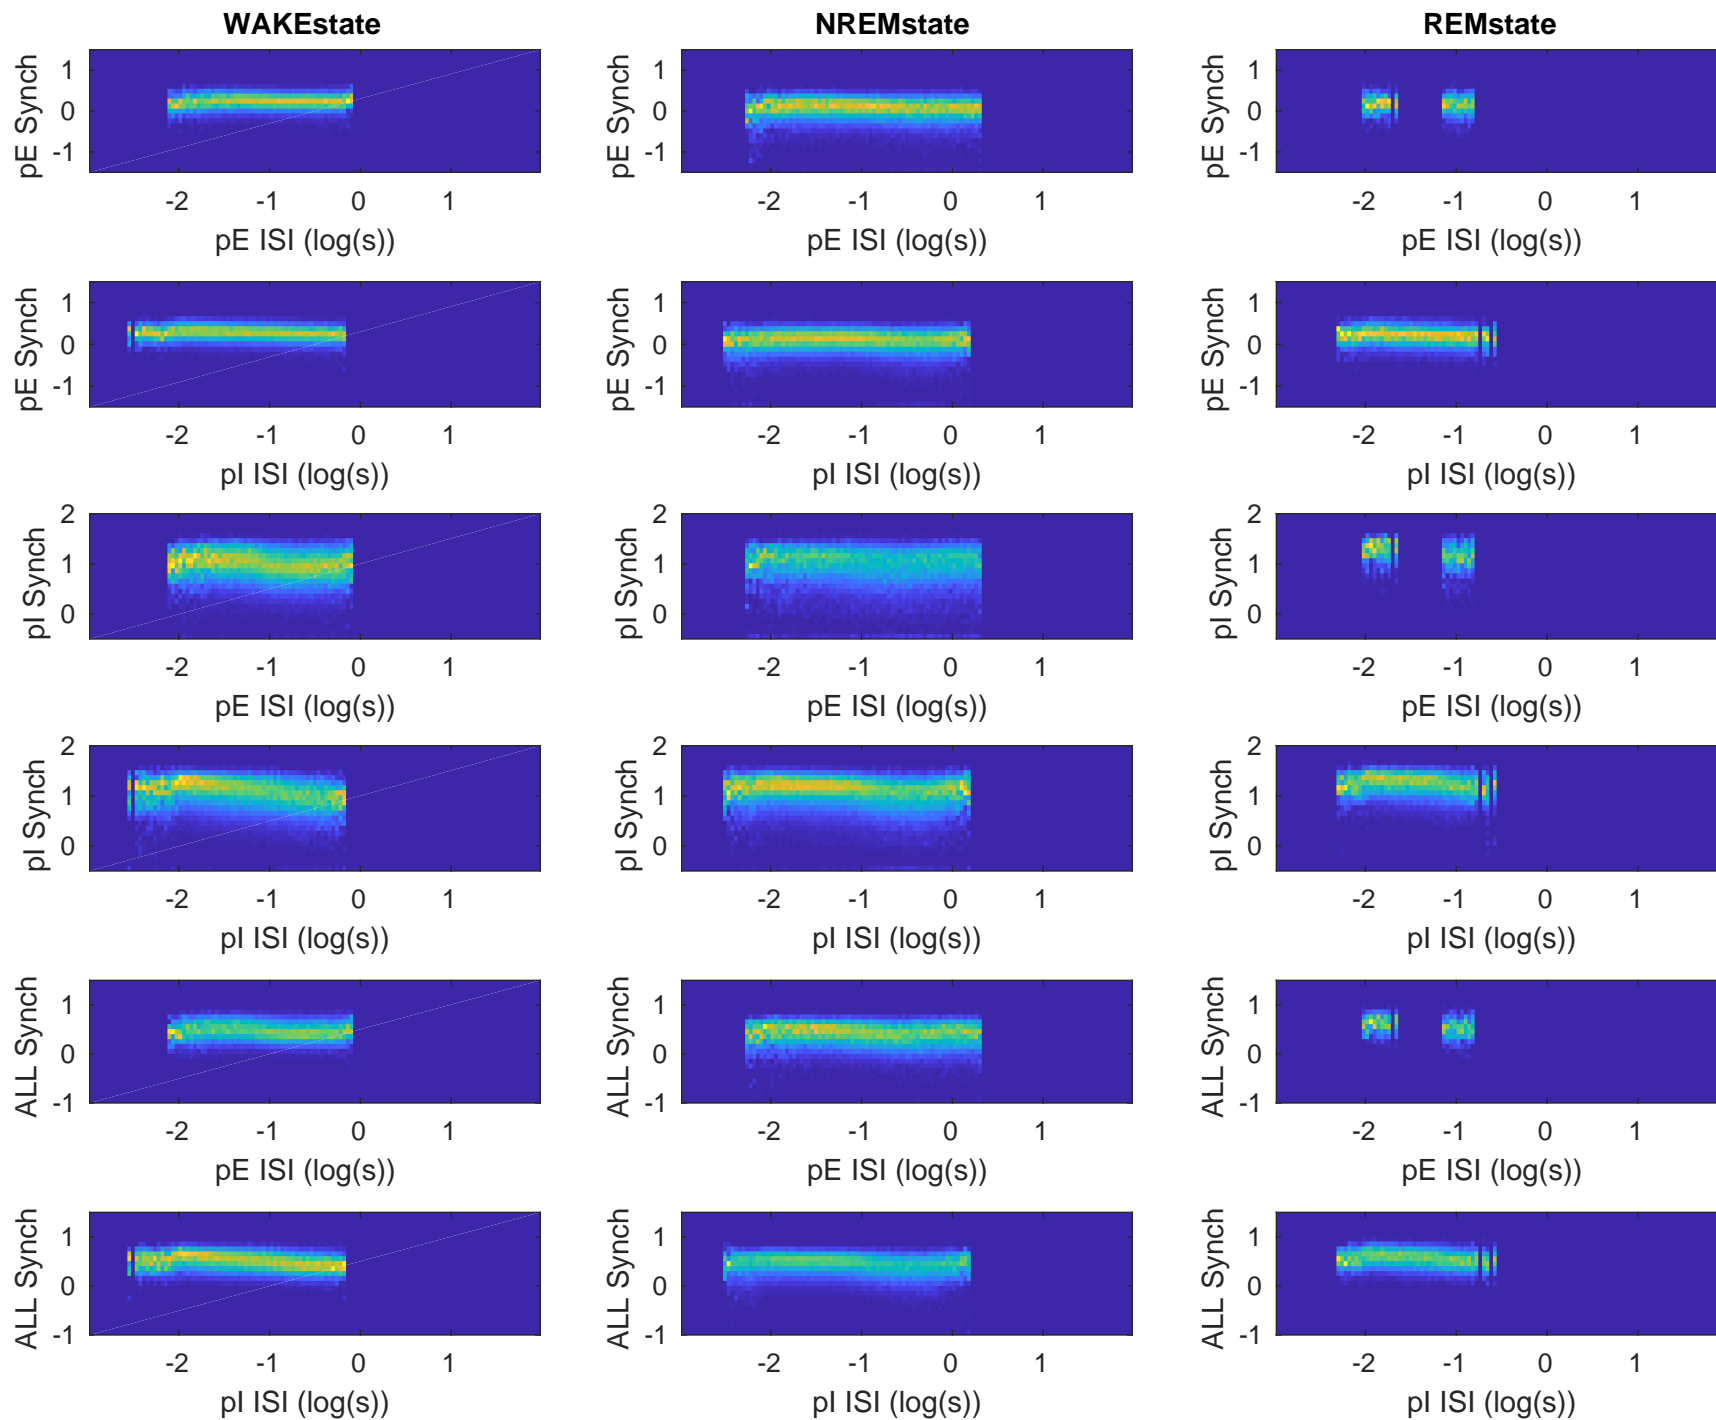 WAKEstate NREMstate REMstate
1 1 1
pE Synch pE Synch pE Synch
0 0 0
-1 -1 -1
-2 -1 0 1 -2 -1 0 1 -2 -1 0 1
pE ISI (log(s)) pE ISI (log(s)) pE ISI (log(s))
1 1 1
pE Synch pE Synch pE Synch
0 0 0
-1 -1 -1
-2 -1 0 1 -2 -1 0 1 -2 -1 0 1
pI ISI (log(s)) pI ISI (log(s)) pI ISI (log(s))
2 2 2
pI Synch pI Synch pI Synch
1 1 1
0 0 0
-2 -1 0 1 -2 -1 0 1 -2 -1 0 1
pE ISI (log(s)) pE ISI (log(s)) pE ISI (log(s))
2 2 2
pI Synch pI Synch pI Synch
1 1 1
0 0 0
-2 -1 0 1 -2 -1 0 1 -2 -1 0 1
pI ISI (log(s)) pI ISI (log(s)) pI ISI (log(s))
1 1 1
ALL Synch ALL Synch ALL Synch
0 0 0
-1 -1 -1
-2 -1 0 1 -2 -1 0 1 -2 -1 0 1
pE ISI (log(s)) pE ISI (log(s)) pE ISI (log(s))
1 1 1
ALL Synch ALL Synch ALL Synch
0 0 0
-1 -1 -1
-2 -1 0 1 -2 -1 0 1 -2 -1 0 1
pI ISI (log(s)) pI ISI (log(s)) pI ISI (log(s))